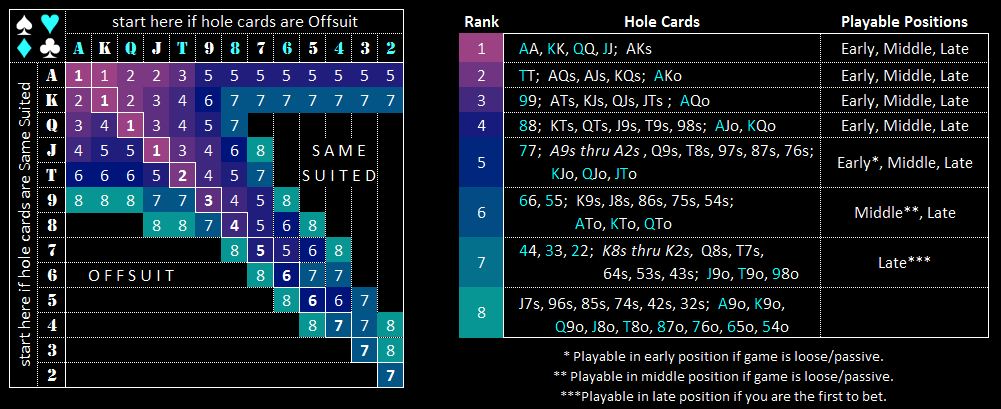 start here if hole cards are Offsuit
A K Q J T 9 8 7 6 5 4 3 2
start here if hole cards are Same Suited
A 1 1 2 2 3 5 5 5 5 5 5 5 5
K 2 1 2 3 4 6 7 7 7 7 7 7 7
Q 3 4 1 3 4 5 7
J 4 5 5 1 3 4 6 8 SAME
T 6 6 6 5 2 4 5 7 SUITED
9 8 8 8 7 7 3 4 5 8
8 8 8 7 4 5 6 8
7 8 5 5 6 8
6 OFFSUIT 8 6 7 7
5 8 6 6 7
4 8 7 7 8
3 7 8
2 7
Rank Hole Cards Playable Positions
1 AA, KK, QQ, JJ; AKs Early, Middle, Late
2 TT; AQs, AJs, KQs; AKo Early, Middle, Late
3 99; ATs, KJs, QJs, JTs ; AQo Early, Middle, Late
4 88; KTs, QTs, J9s, T9s, 98s; AJo, KQo Early, Middle, Late
5 77; A9s thru A2s , Q9s, T8s, 97s, 87s, 76s; Early*, Middle, Late
KJo, QJo, JTo
6 66, 55; K9s, J8s, 86s, 75s, 54s; Middle**, Late
ATo, KTo, QTo
7 44, 33, 22; K8s thru K2s, Q8s, T7s, Late***
64s, 53s, 43s; J9o, T9o, 98o
8 J7s, 96s, 85s, 74s, 42s, 32s; A9o, K9o,
Q9o, J8o, T8o, 87o, 76o, 65o, 54o
* Playable in early position if game is loose/passive.
** Playable in middle position if game is loose/passive.
***Playable in late position if you are the first to bet.